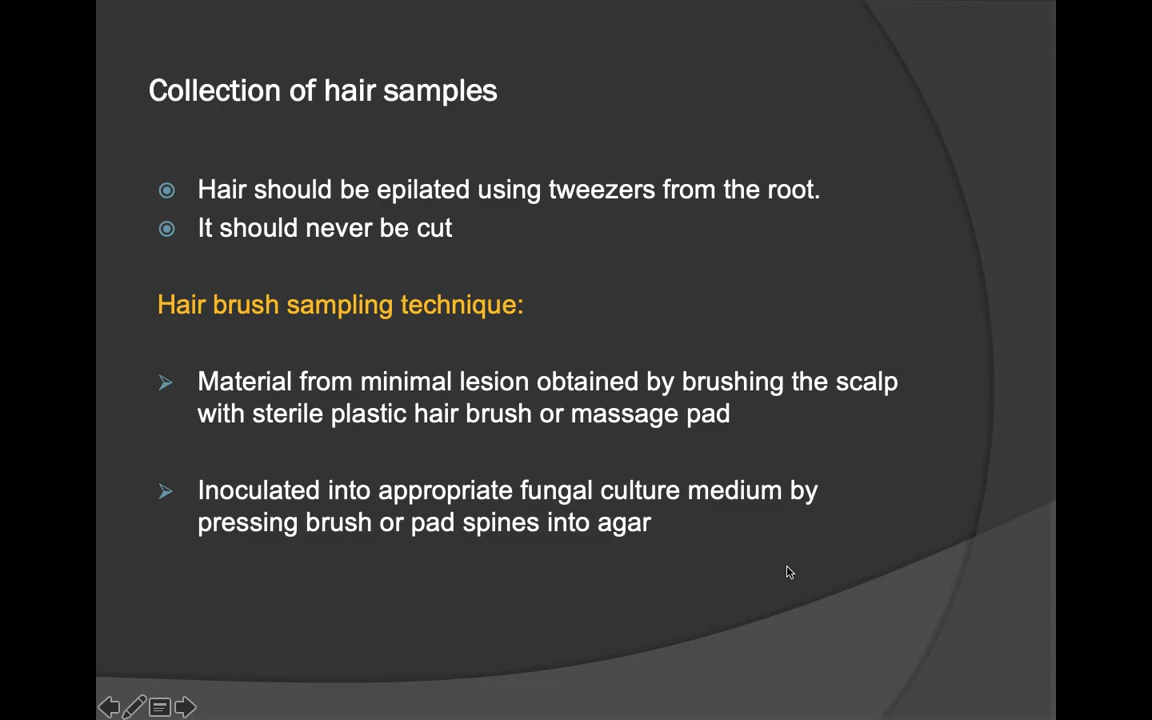 Collection of hair samples
Hair should be epilated using tweezers from the root.
It should never be cut
Hair brush sampling technique:
Material from minimal lesion obtained by brushing the scalp
with sterile plastic hair brush or massage pad
Inoculated into appropriate fungal culture medium by
pressing brush or pad spines into agar